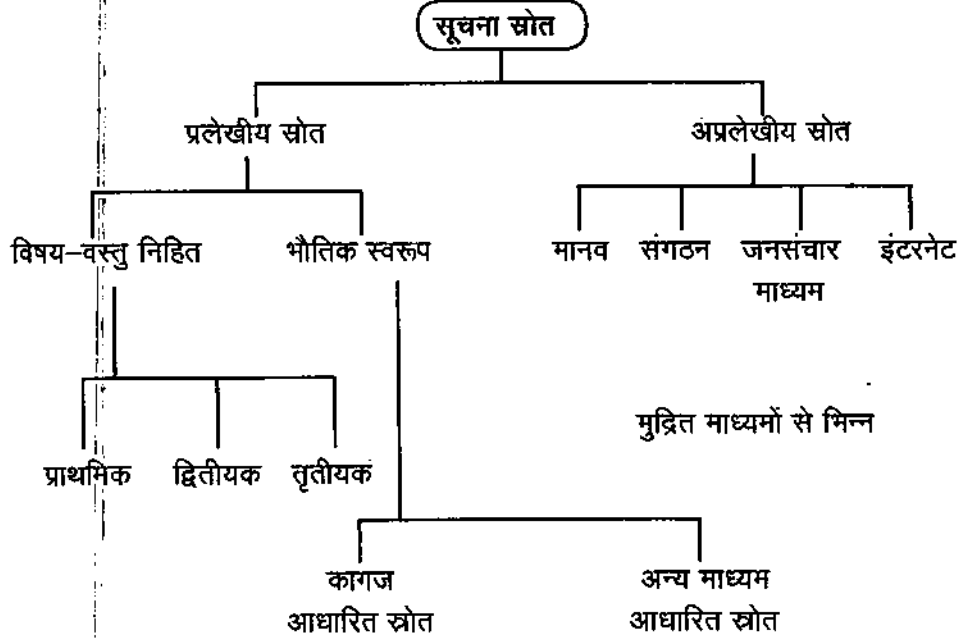 सूचना स्रोत
प्रलेखीय स्रोत
अप्रलेखीय स्रोत
विषय-वस्तु निहित
भौतिक स्वरूप
मानव
संगठन
जनसंचार
माध्यम
इंटरनेट
मुद्रित माध्यमों से भिन्न
प्राथमिक
द्वितीयक
तृतीयक
कागज
आधारित स्रोत
अन्य माध्यम
आधारित स्रोत